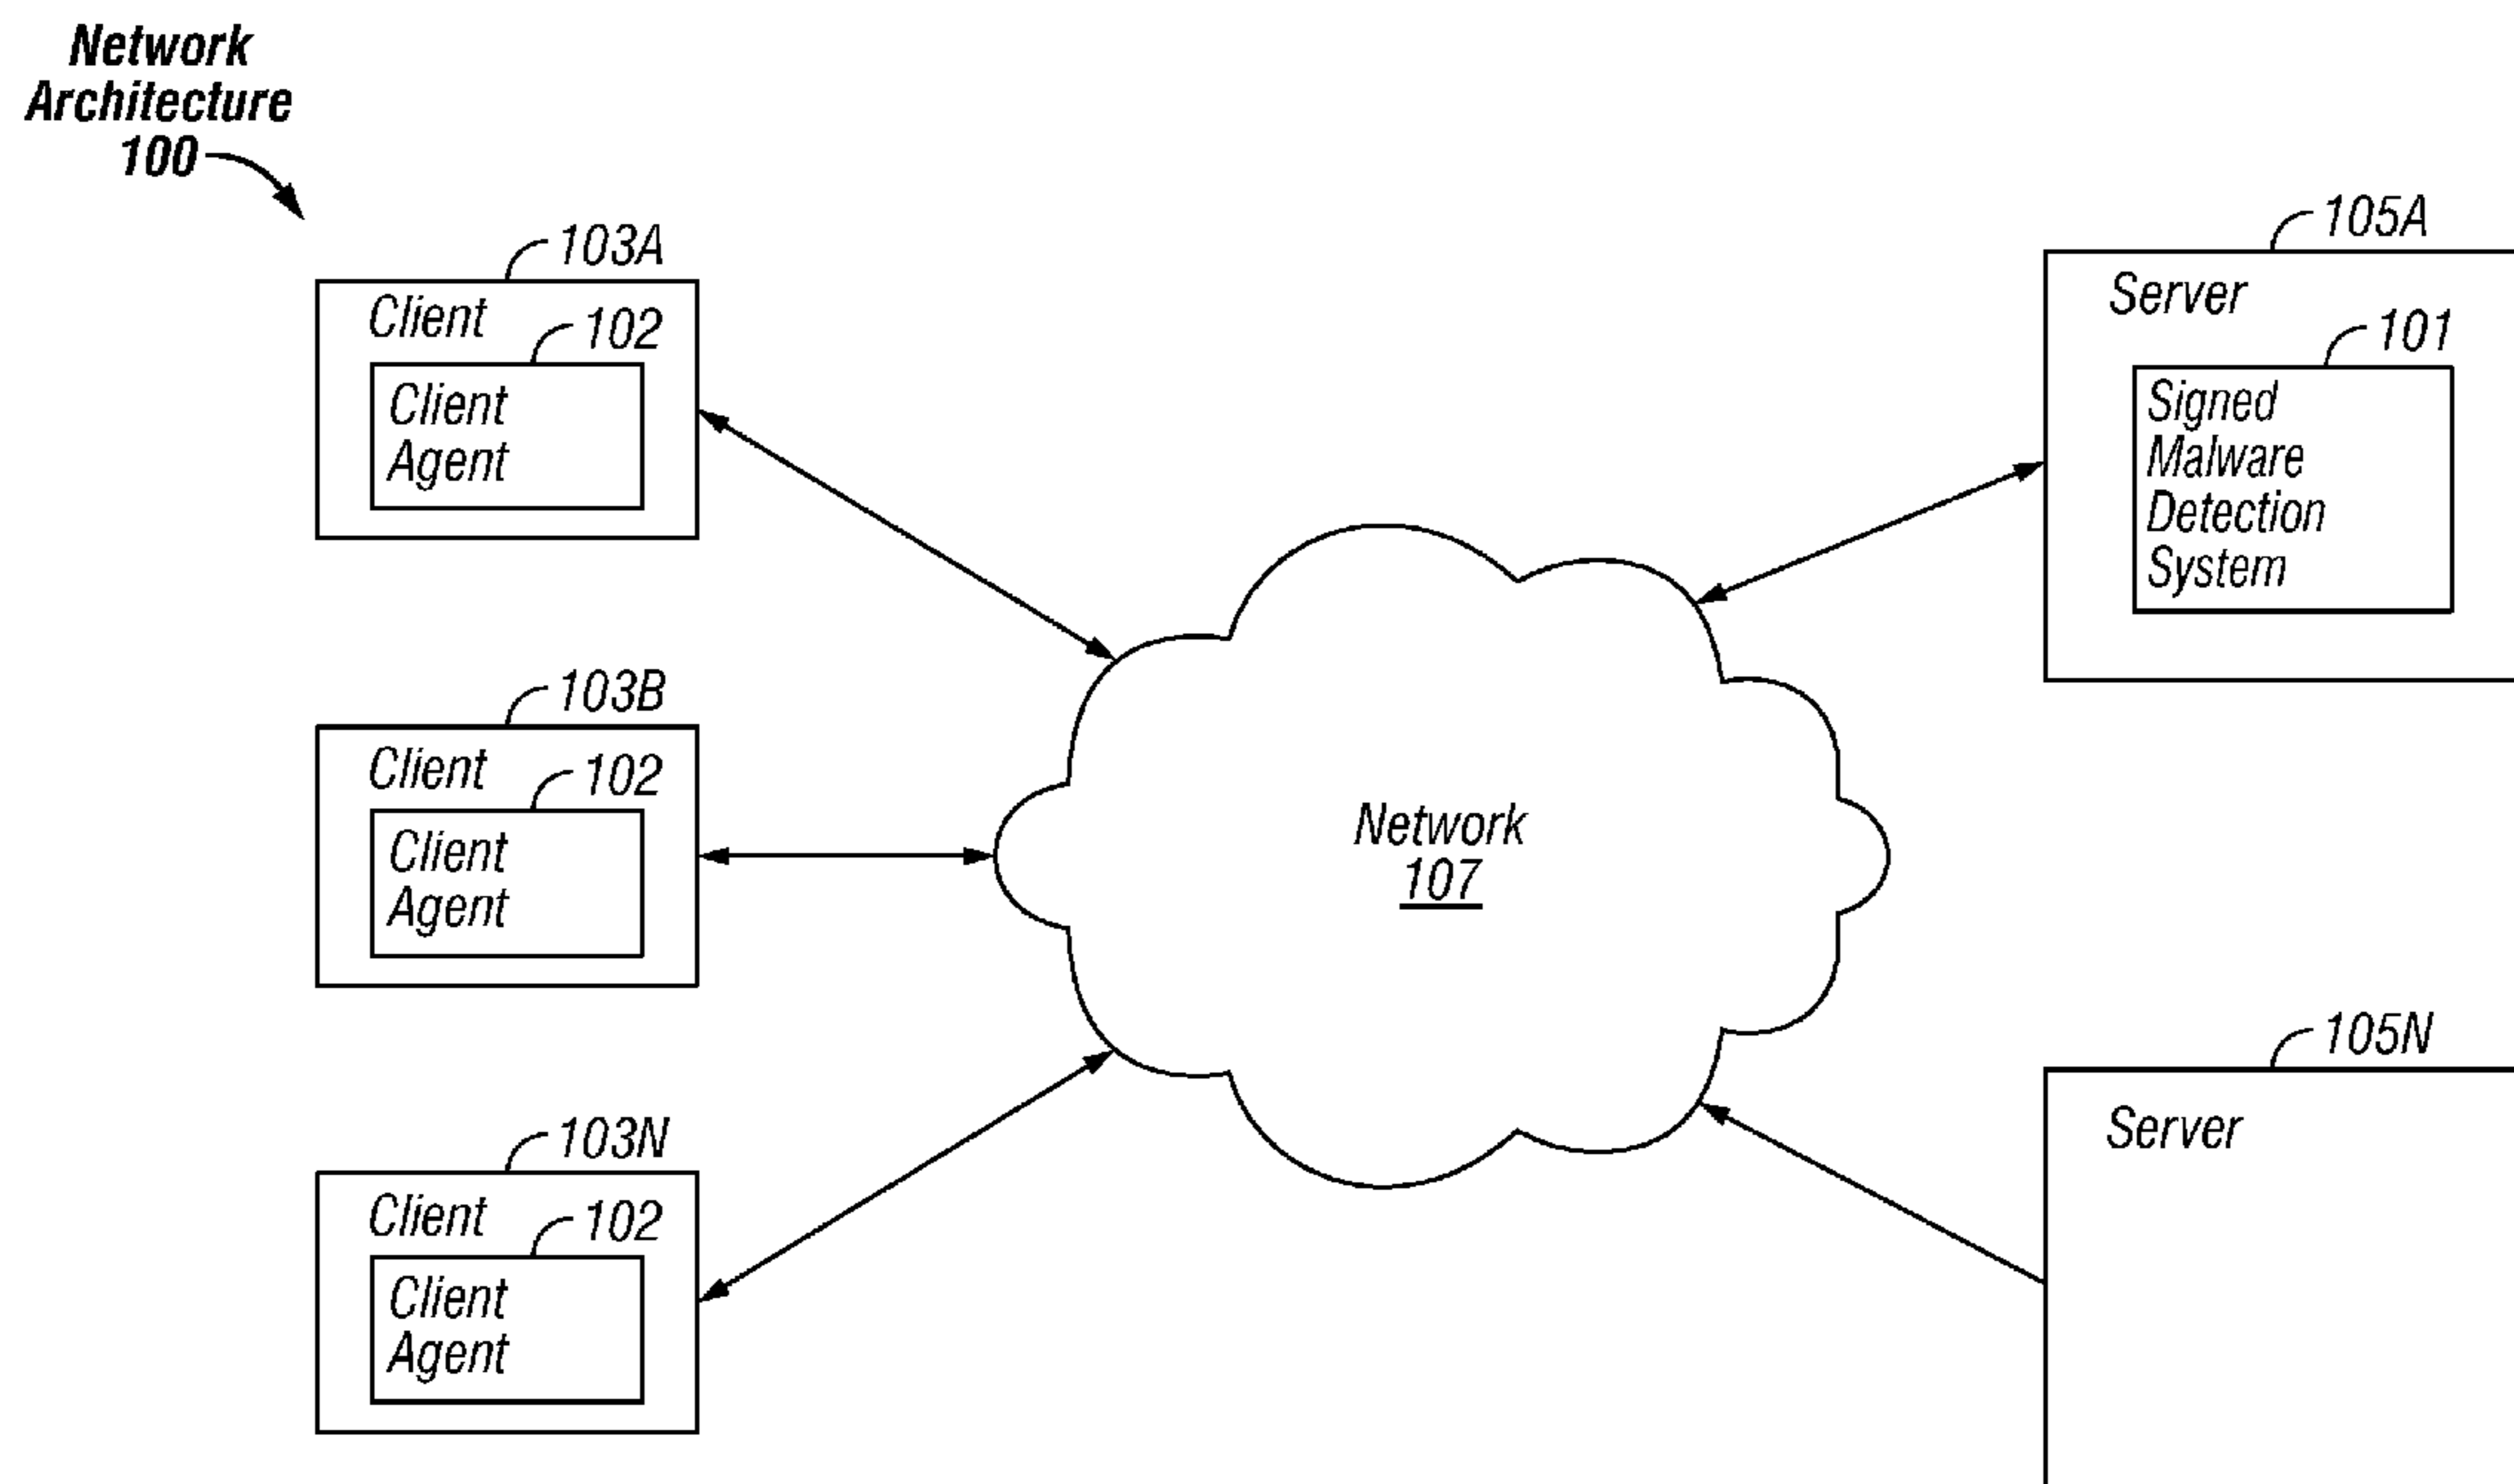 Network
Architecture
100
103A
Client
102
Client
Agent
103B
Client
102
Client
Agent
103N
Client
102
Client
Agent
Network
107
105A
Server
101
Signed
Malware
Detection
System
105N
Server